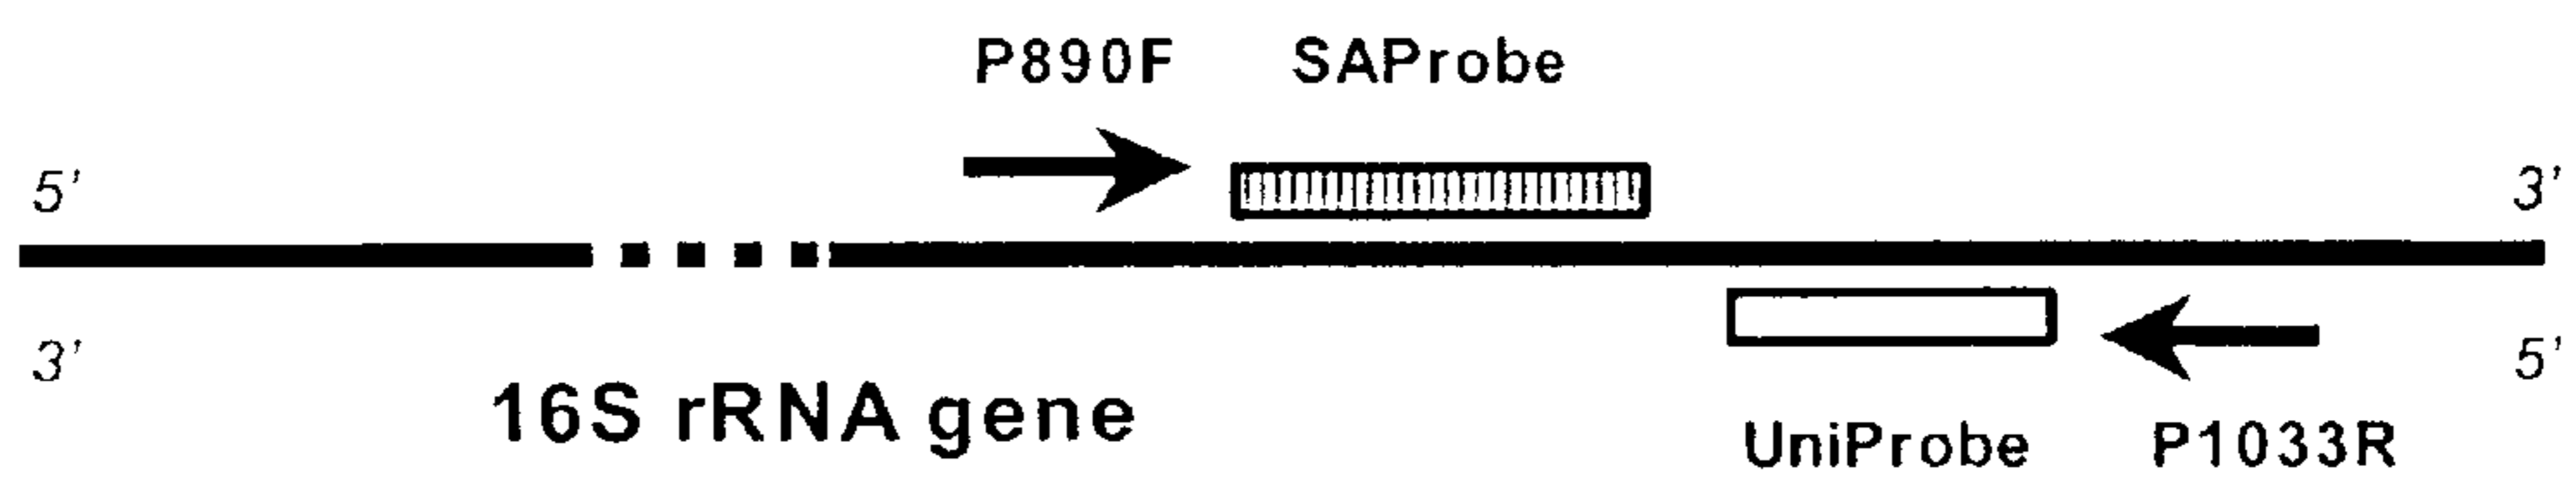 P890F SAProbe
5' 3'
3' 5'
16S rRNA gene
UniProbe P1033R